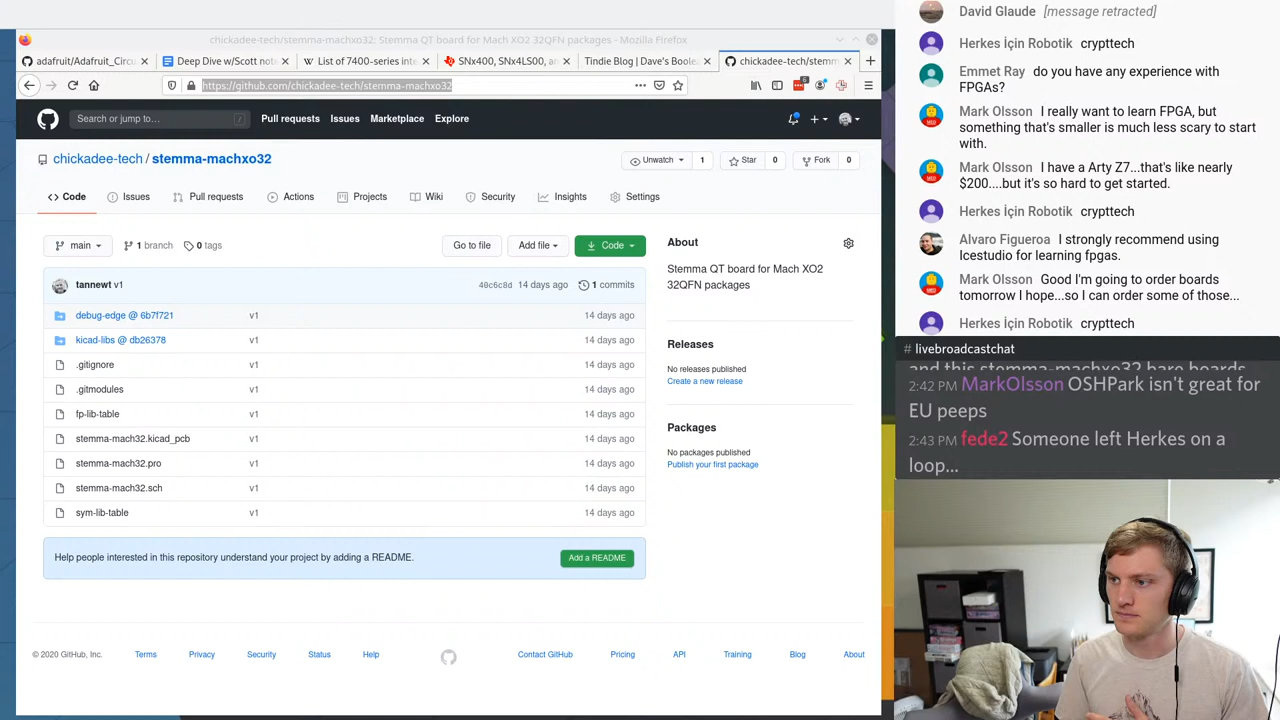 chickadee-tech/stemma-machxo32: Stemma QT board for Mach XO2 32QFN packages - Mozilla Firefox
adafruit/Adafruit_Circu
Deep Dive w/Scott note
List of 7400-series inte
SNx400, SNx4LS00, an
Tindie Blog | Dave's Boolea
chickadee-tech/stemm
https://github.com/chickadee-tech/stemma-machxo32
Search or jump to...
/
Pull requests
Issues
Marketplace
Explore
chickadee-tech / stemma-machxo32
Unwatch 1
Star 0
Fork 0
Code
Issues
Pull requests
Actions
Projects
Wiki
Security
Insights
Settings
main
1 branch
0 tags
Go to file
Add file
Code
tannewt v1
40c6c8d 14 days ago
1 commits
debug-edge @ 6b7f721 v1 14 days ago
kicad-libs @ db26378 v1 14 days ago
.gitignore v1 14 days ago
.gitmodules v1 14 days ago
fp-lib-table v1 14 days ago
stemma-mach32.kicad_pcb v1 14 days ago
stemma-mach32.pro v1 14 days ago
stemma-mach32.sch v1 14 days ago
sym-lib-table v1 14 days ago
Help people interested in this repository understand your project by adding a README.
Add a README
About
Stemma QT board for Mach XO2
32QFN packages
Releases
No releases published
Create a new release
Packages
No packages published
Publish your first package
© 2020 GitHub, Inc.
Terms
Privacy
Security
Status
Help
Contact GitHub
Pricing
API
Training
Blog
About
David Glaude [message retracted]
Herkes İçin Robotik crypttech
Emmet Ray do you have any experience with
FPGAs?
Mark Olsson I really want to learn FPGA, but
something that's smaller is much less scary to start
with.
Mark Olsson I have a Arty Z7...that's like nearly
$200....but it's so hard to get started.
Herkes İçin Robotik crypttech
Alvaro Figueroa I strongly recommend using
Icestudio for learning fpgas.
Mark Olsson Good I'm going to order boards
tomorrow I hope...so I can order some of those...
Herkes İçin Robotik crypttech
# livebroadcastchat
and this stemma-machxo32 bare boards
2:42 PM MarkOlsson OSHPark isn't great for
EU peeps
2:43 PM fede2 Someone left Herkes on a
loop...